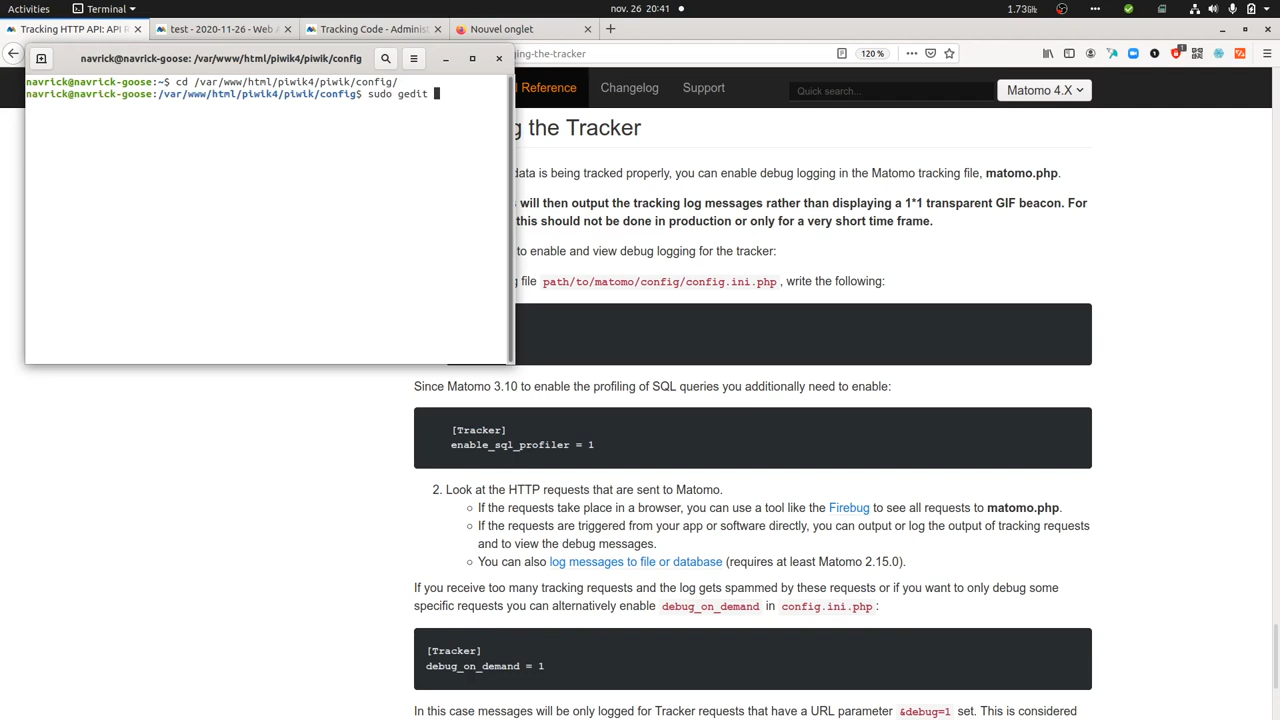 Activities
Terminal
nov. 26 20:41
1.73GHz
Tracking HTTP API: API R
test - 2020-11-26 - Web A
Tracking Code - Administ
Nouvel onglet
ing-the-tracker
120 %
navrick@navrick-goose: /var/www/html/piwik4/piwik/config
navrick@navrick-goose:~$ cd /var/www/html/piwik4/piwik/config/
navrick@navrick-goose:/var/www/html/piwik4/piwik/config$ sudo gedit
Reference
Changelog
Support
Quick search...
Matomo 4.X
g the Tracker
data is being tracked properly, you can enable debug logging in the Matomo tracking file, matomo.php.
will then output the tracking log messages rather than displaying a 1*1 transparent GIF beacon. For
this should not be done in production or only for a very short time frame.
to enable and view debug logging for the tracker:
file path/to/matomo/config/config.ini.php, write the following:
Since Matomo 3.10 to enable the profiling of SQL queries you additionally need to enable:
[Tracker]
enable_sql_profiler = 1
2. Look at the HTTP requests that are sent to Matomo.
If the requests take place in a browser, you can use a tool like the Firebug to see all requests to matomo.php.
If the requests are triggered from your app or software directly, you can output or log the output of tracking requests
and to view the debug messages.
You can also log messages to file or database (requires at least Matomo 2.15.0).
If you receive too many tracking requests and the log gets spammed by these requests or if you want to only debug some
specific requests you can alternatively enable debug_on_demand in config.ini.php:
[Tracker]
debug_on_demand = 1
In this case messages will be only logged for Tracker requests that have a URL parameter &debug=1 set. This is considered